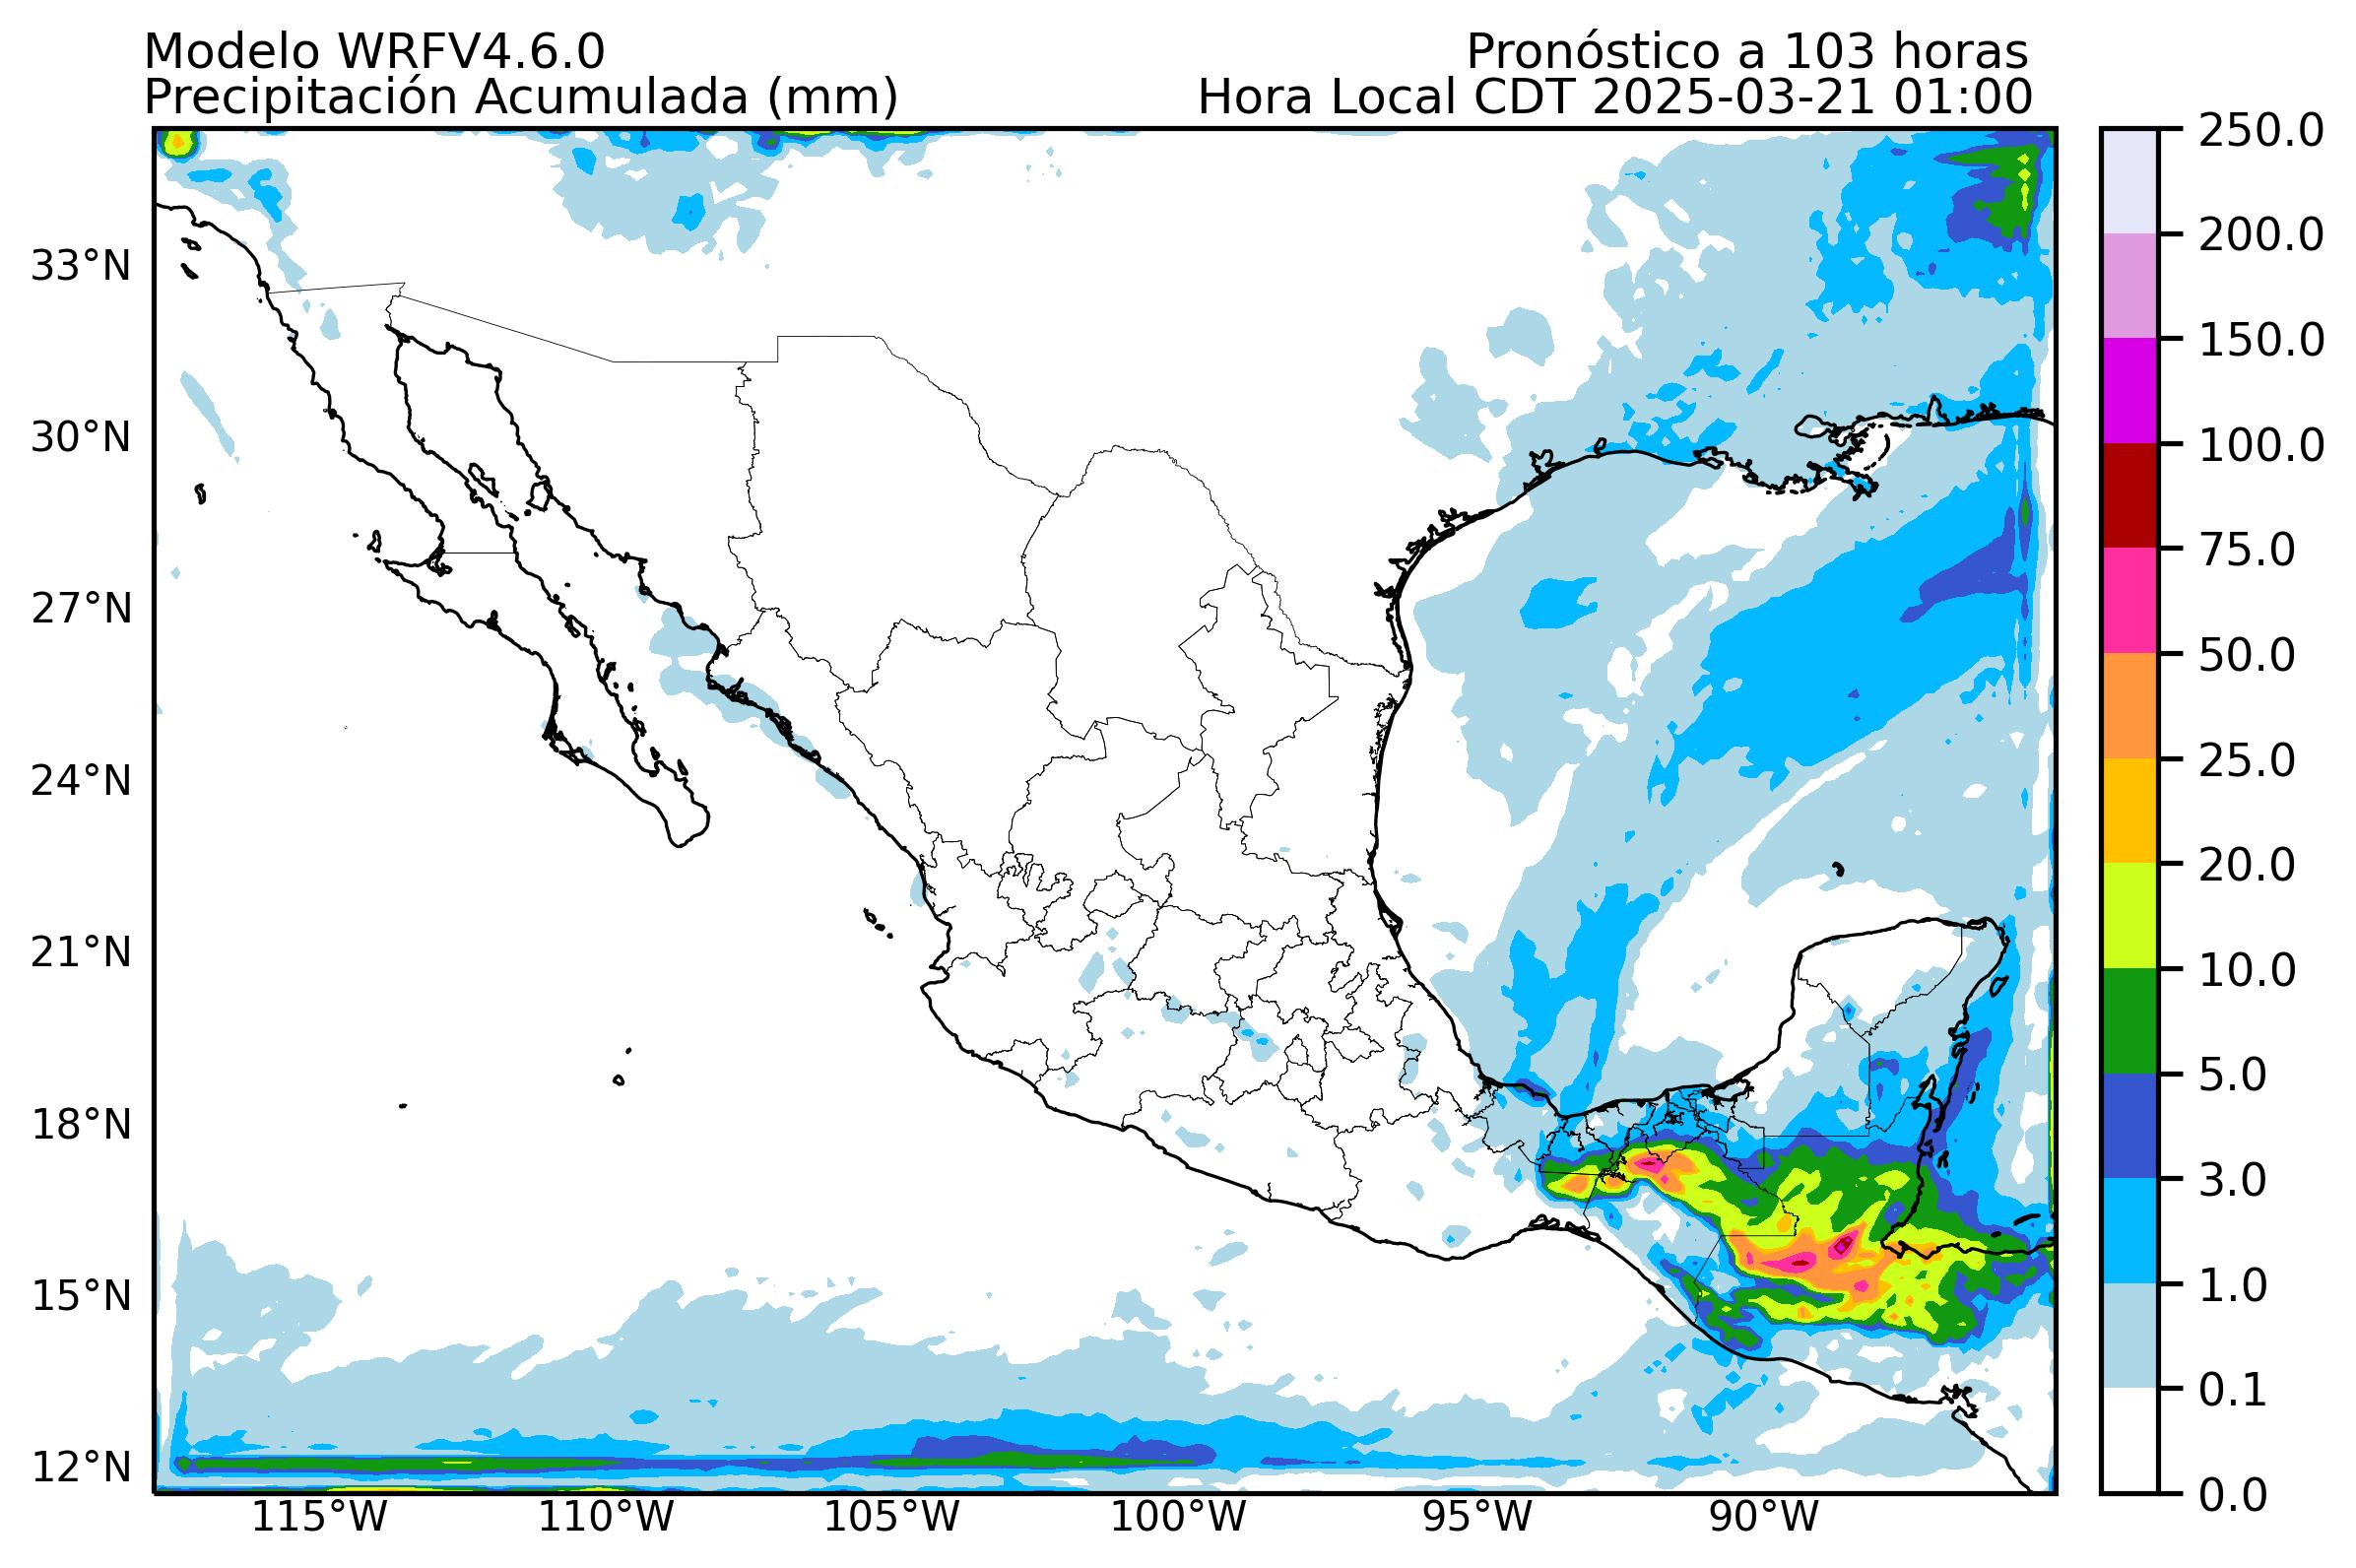 Modelo WRFV4.6.0
Pronóstico a 103 horas
Precipitación Acumulada (mm)
Hora Local CDT 2025-03-21 01:00
33°N
30°N
27°N
24°N
21°N
18°N
15°N
12°N
115°W
110°W
105°W
100°W
95°W
90°W
250.0
200.0
150.0
100.0
75.0
50.0
25.0
20.0
10.0
5.0
3.0
1.0
0.1
0.0